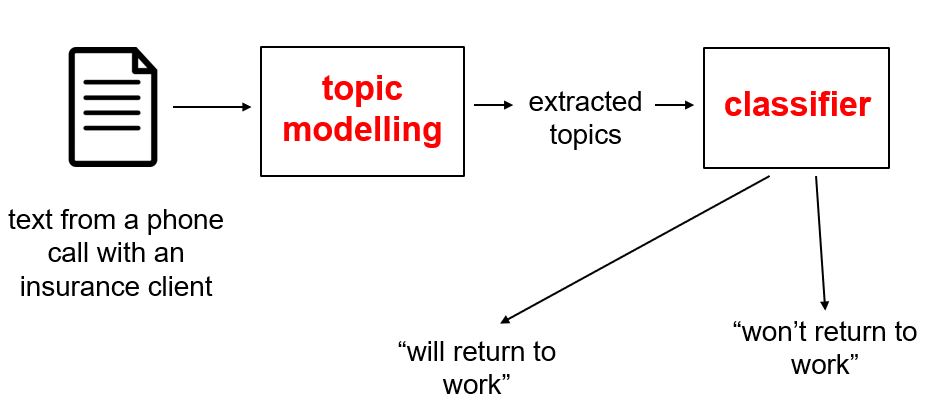 topic
modelling
extracted
topics
classifier
text from a phone
call with an
insurance client
“will return to
work”
“won’t return to
work”